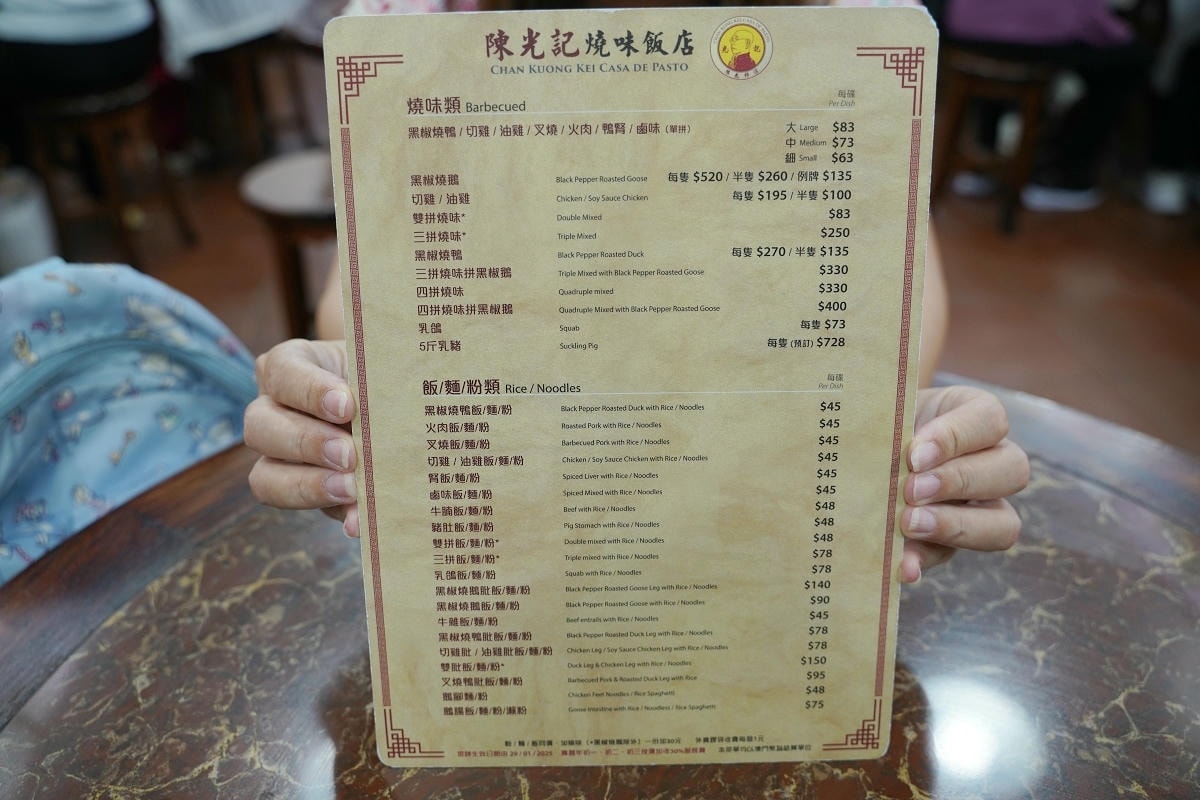 陳光記燒味飯店
CHAN KUONG KEI CASA DE PASTO
燒味類 Barbecued 每碟 Per Dish
黑椒燒鴨 / 切雞 / 油雞 / 叉燒 / 火肉 / 鴨腎 / 鹵味 (單拼) 大 Large $83
中 Medium $73
細 Small $63
黑椒燒鵝 Black Pepper Roasted Goose 每隻 $520 / 半隻 $260 / 例牌 $135
切雞 / 油雞 Chicken / Soy Sauce Chicken 每隻 $195 / 半隻 $100
雙拼燒味* Double Mixed $83
三拼燒味* Triple Mixed $250
黑椒燒鴨 Black Pepper Roasted Duck 每隻 $270 / 半隻 $135
三拼燒味拼黑椒鵝 Triple Mixed with Black Pepper Roasted Goose $330
四拼燒味 Quadruple mixed $330
四拼燒味拼黑椒鵝 Quadruple Mixed with Black Pepper Roasted Goose $400
乳鴿 Squab 每隻 $73
5斤乳豬 Suckling Pig 每隻 (預訂) $728
飯/麵/粉類 Rice / Noodles 每碟 Per Dish
黑椒燒鴨飯/麵/粉 Black Pepper Roasted Duck with Rice / Noodles $45
火肉飯/麵/粉 Roasted Pork with Rice / Noodles $45
叉燒飯/麵/粉 Barbecued Pork with Rice / Noodles $45
切雞 / 油雞飯/麵/粉 Chicken / Soy Sauce Chicken with Rice / Noodles $45
腎飯/麵/粉 Spiced Liver with Rice / Noodles $45
鹵味飯/麵/粉 Spiced Mixed with Rice / Noodles $45
牛腩飯/麵/粉 Beef with Rice / Noodles $48
豬肚飯/麵/粉 Pig Stomach with Rice / Noodles $48
雙拼飯/麵/粉* Double mixed with Rice / Noodles $48
三拼飯/麵/粉* Triple mixed with Rice / Noodles $78
乳鴿飯/麵/粉 Squab with Rice / Noodles $78
黑椒燒鵝肶飯/麵/粉 Black Pepper Roasted Goose Leg with Rice / Noodles $140
黑椒燒鵝飯/麵/粉 Black Pepper Roasted Goose with Rice / Noodles $90
牛雜飯/麵/粉 Beef entrails with Rice / Noodles $45
黑椒燒鴨肶飯/麵/粉 Black Pepper Roasted Duck Leg with Rice / Noodles $78
切雞肶 / 油雞肶飯/麵/粉 Chicken Leg / Soy Sauce Chicken Leg with Rice / Noodles $78
雙肶飯/麵/粉* Duck Leg & Chicken Leg with Rice / Noodles $150
叉燒鴨肶飯/麵/粉 Barbecued Pork & Roasted Duck Leg with Rice $95
鵝腳麵/粉 Chicken Feet Noodles / Rice Spaghetti $48
鵝腸飯/麵/粉/瀨粉 Goose Intestine with Rice / Noodless / Rice Spaghetti $75